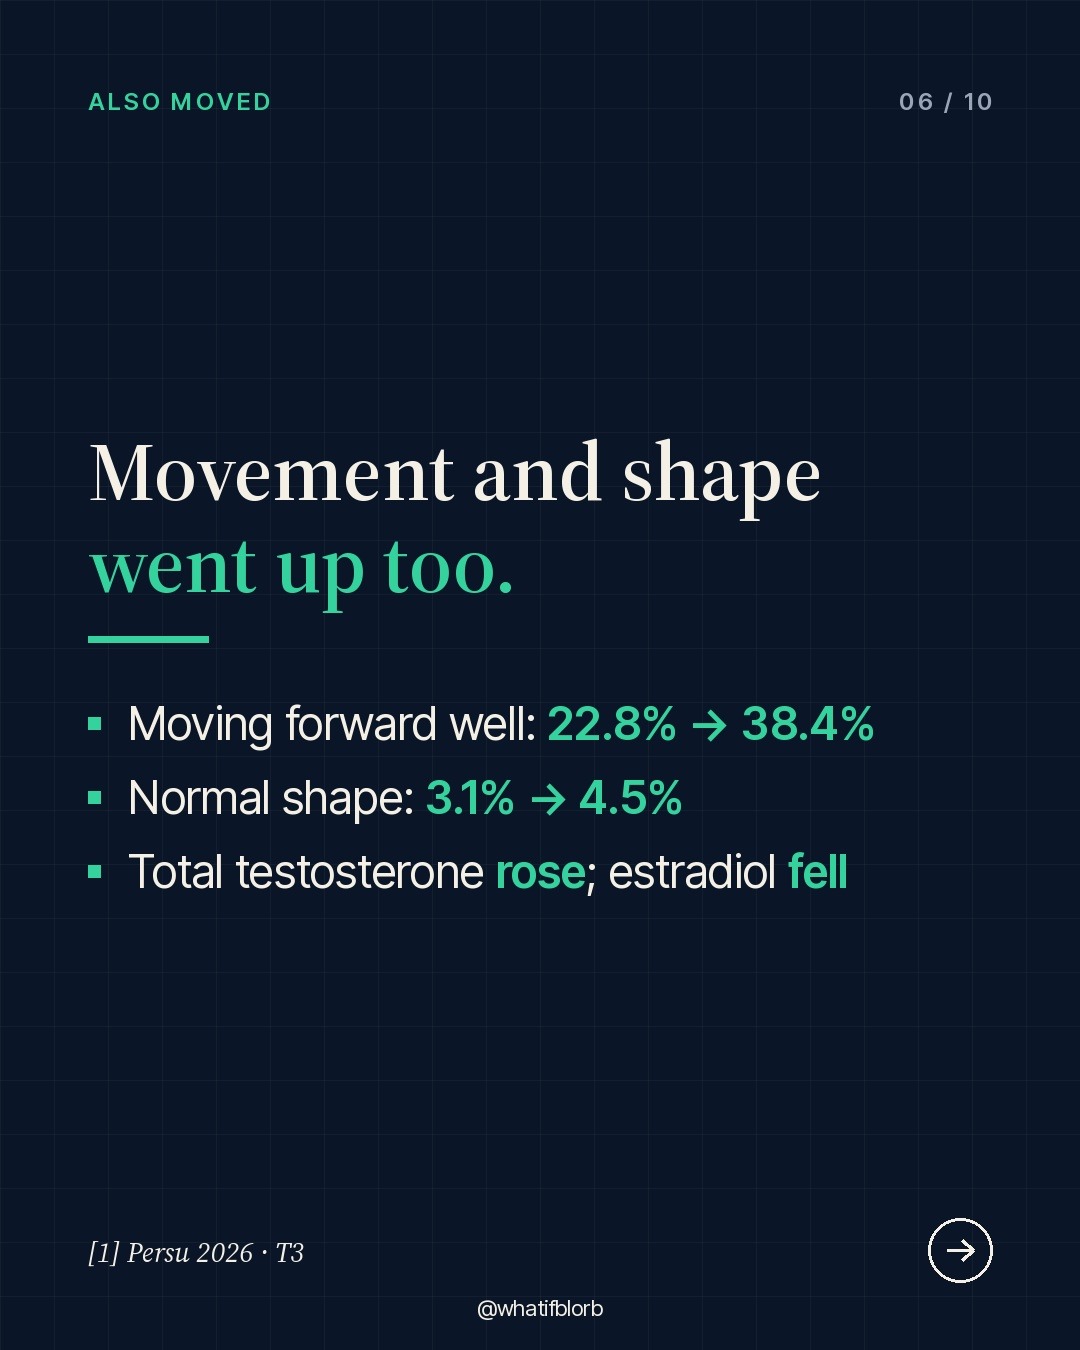 ALSO MOVED
06 / 10
Movement and shape
went up too.
Moving forward well: 22.8% → 38.4%
Normal shape: 3.1% → 4.5%
Total testosterone rose; estradiol fell
[1] Persu 2026 · T3
@whatifblorb